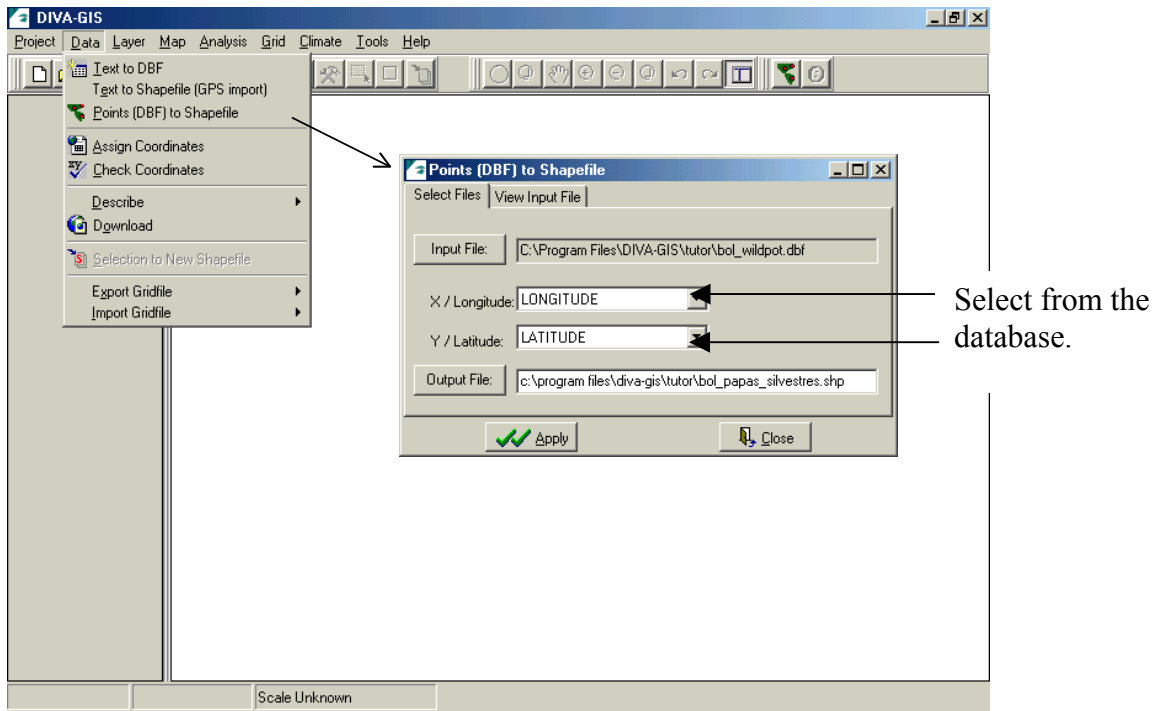 DIVA-GIS
Project Data Layer Map Analysis Grid Climate Tools Help
Text to DBF
Text to Shapefile (GPS import)
Points (DBF) to Shapefile
Assign Coordinates
Check Coordinates
Describe
Download
Selection to New Shapefile
Export Gridfile
Import Gridfile
Points (DBF) to Shapefile
Select Files View Input File
Input File: C:\Program Files\DIVA-GIS\tutor\bol_wildpot.dbf
X / Longitude: LONGITUDE
Y / Latitude: LATITUDE
Output File: c:\program files\diva-gis\tutor\bol_papas_silvestres.shp
Apply Close
Select from the
database.
Scale Unknown